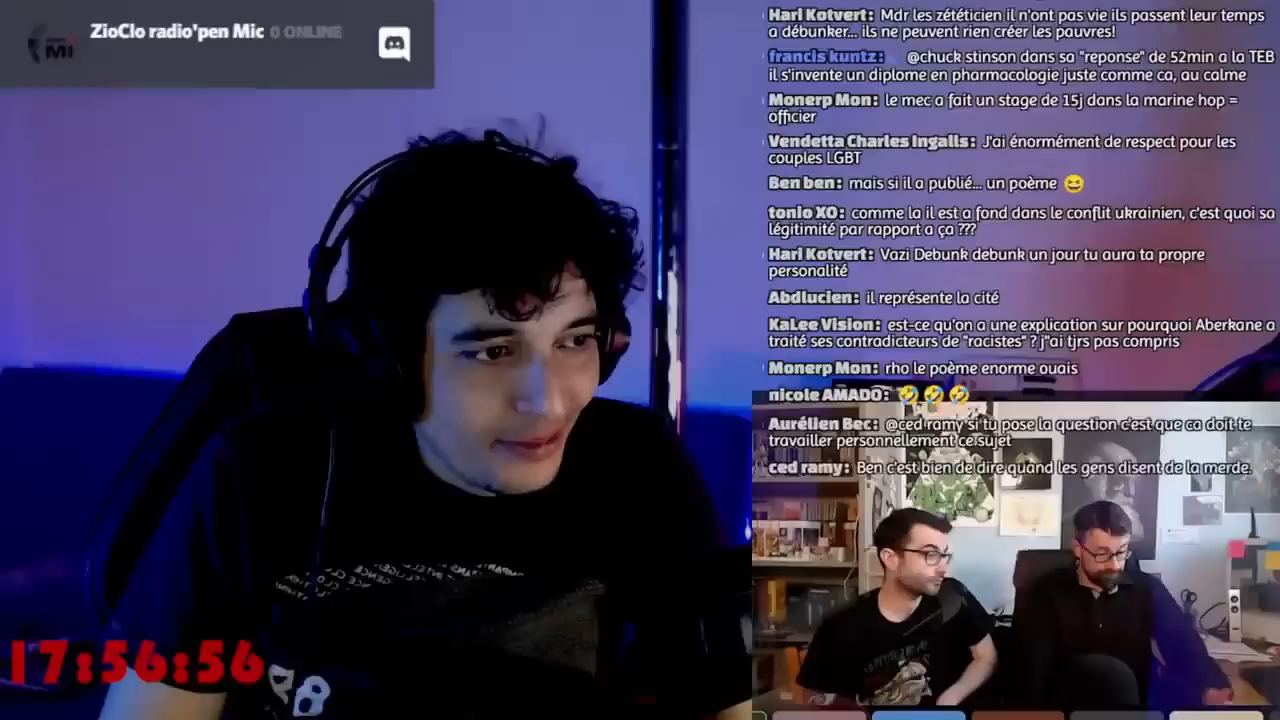 ZioClo radio'pen Mic 0 ONLINE
MI
Harl Kotvert: Mdr les zététicien il n'ont pas vie ils passent leur temps
a débunker... ils ne peuvent rien créer les pauvres!
francis kuntz: @chuck stinson dans sa "reponse" de 52min a la TEB
il s'invente un diplome en pharmacologie juste comme ca, au calme
Monerp Mon: le mec a fait un stage de 15j dans la marine hop =
officier
Vendetta Charles Ingalls: J'ai énormément de respect pour les
couples LGBT
Ben ben: mais si il a publié... un poème 😆
tonio XO: comme la il est a fond dans le conflit ukrainien, c'est quoi sa
légitimité par rapport a ça ???
Harl Kotvert: Vazi Debunk debunk un jour tu aura ta propre
personalité
Abdlucien: il représente la cité
KaLee Vision: est-ce qu'on a une explication sur pourquoi Aberkane a
traité ses contradicteurs de "racistes" ? j"ai tjrs pas compris
Monerp Mon: rho le poème enorme ouais
nicole AMADO: 🤣🤣🤣
Aurélien Bec: @ced ramy si tu pose la question c'est que ca doit te
travailler personnellement ce sujet
ced ramy: Ben c'est bien de dire quand les gens disent de la merde.
17:56:56